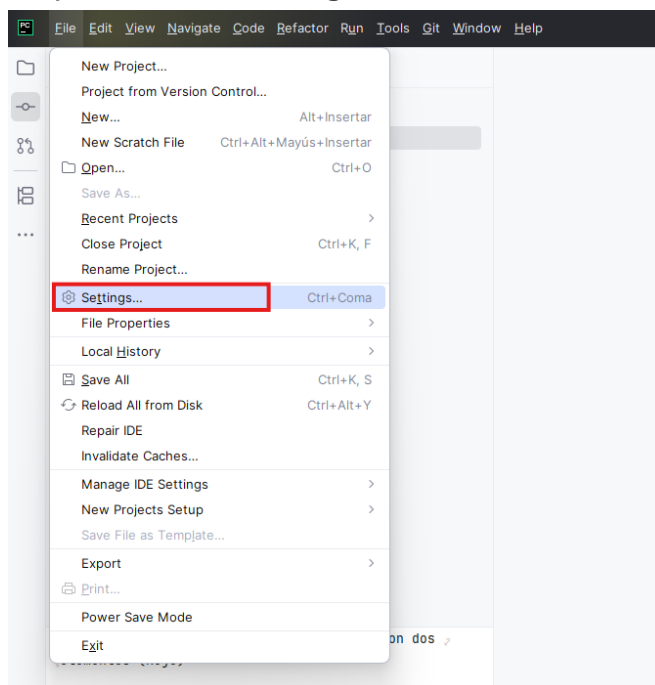 PC File Edit View Navigate Code Refactor Run Tools Git Window Help
New Project...
Project from Version Control...
New... Alt+Insertar
New Scratch File Ctrl+Alt+Mayús+Insertar
Open... Ctrl+O
Save As...
Recent Projects
Close Project Ctrl+K, F
Rename Project...
Settings... Ctrl+Coma
File Properties
Local History
Save All Ctrl+K, S
Reload All from Disk Ctrl+Alt+Y
Repair IDE
Invalidate Caches...
Manage IDE Settings
New Projects Setup
Save File as Template...
Export
Print...
Power Save Mode
Exit
on dos